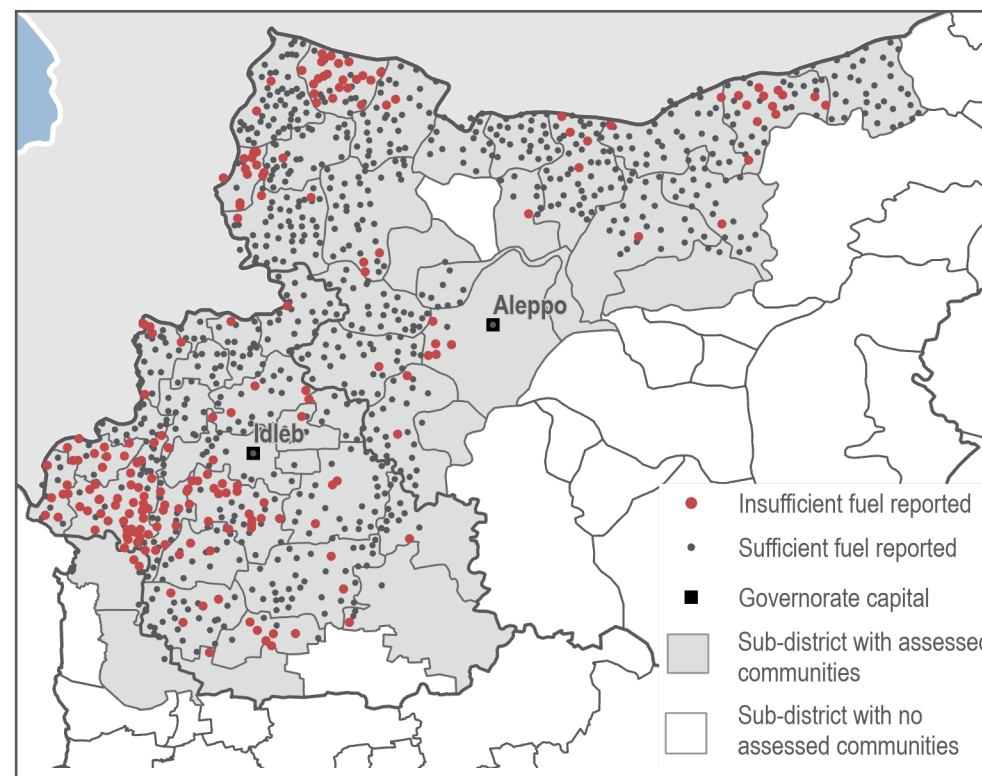 Aleppo
Idleb
Insufficient fuel reported
Sufficient fuel reported
Governorate capital
Sub-district with assessed
communities
Sub-district with no
assessed communities